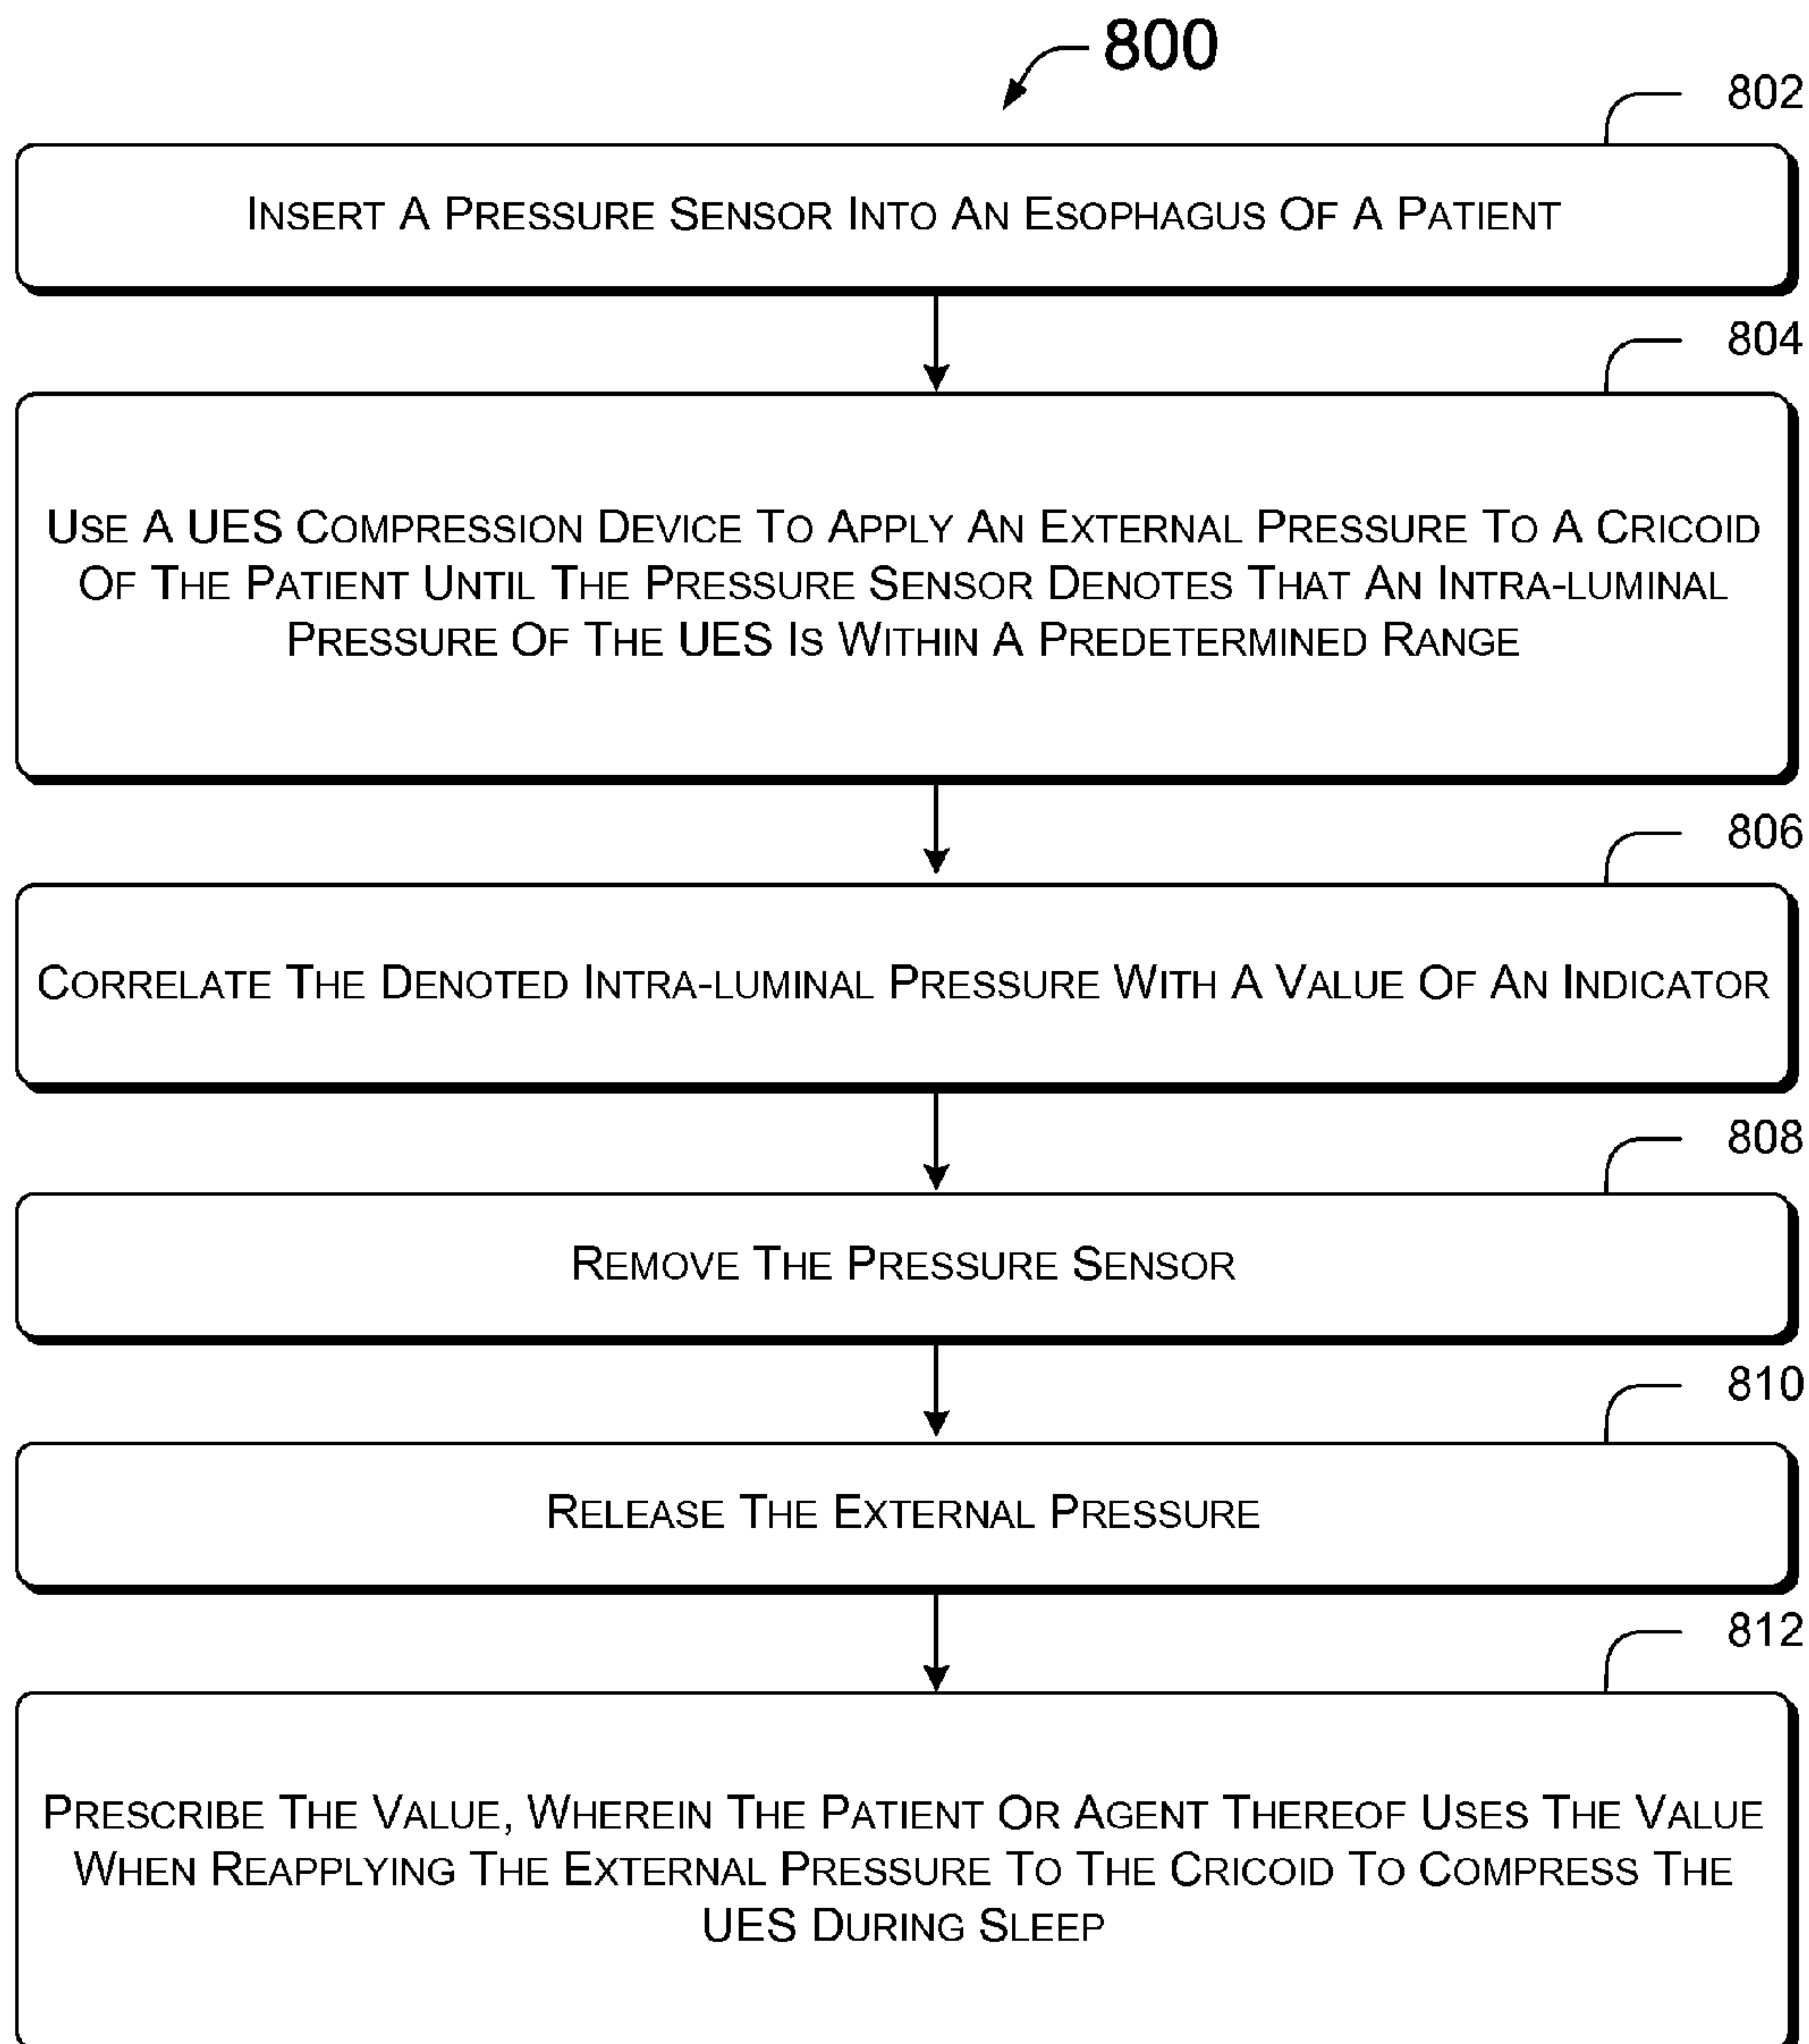 800
802
INSERT A PRESSURE SENSOR INTO AN ESOPHAGUS OF A PATIENT
804
USE A UES COMPRESSION DEVICE TO APPLY AN EXTERNAL PRESSURE TO A CRICOID
OF THE PATIENT UNTIL THE PRESSURE SENSOR DENOTES THAT AN INTRA-LUMINAL
PRESSURE OF THE UES IS WITHIN A PREDETERMINED RANGE
806
CORRELATE THE DENOTED INTRA-LUMINAL PRESSURE WITH A VALUE OF AN INDICATOR
808
REMOVE THE PRESSURE SENSOR
810
RELEASE THE EXTERNAL PRESSURE
812
PRESCRIBE THE VALUE, WHEREIN THE PATIENT OR AGENT THEREOF USES THE VALUE
WHEN REAPPLYING THE EXTERNAL PRESSURE TO THE CRICOID TO COMPRESS THE
UES DURING SLEEP